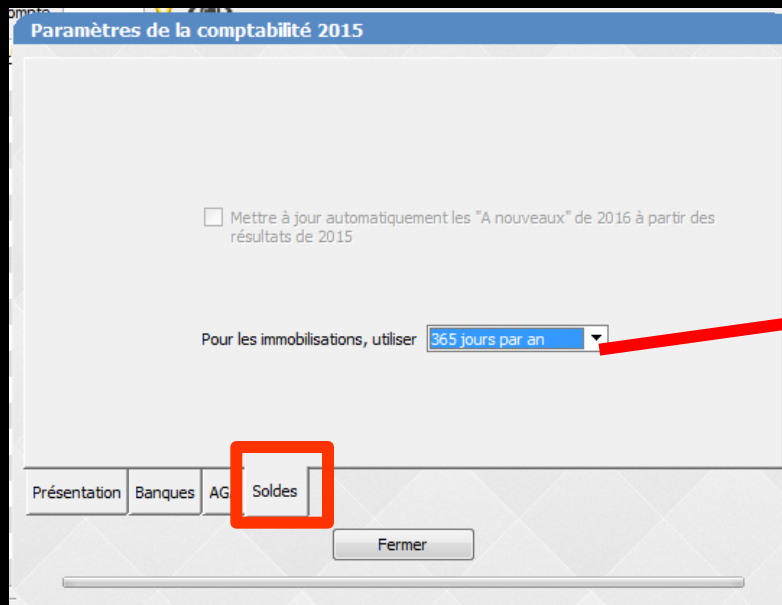 Paramètres de la comptabilité 2015
Mettre à jour automatiquement les "A nouveaux" de 2016 à partir des
résultats de 2015
Pour les immobilisations, utiliser 365 jours par an
Présentation Banques AG Soldes
Fermer